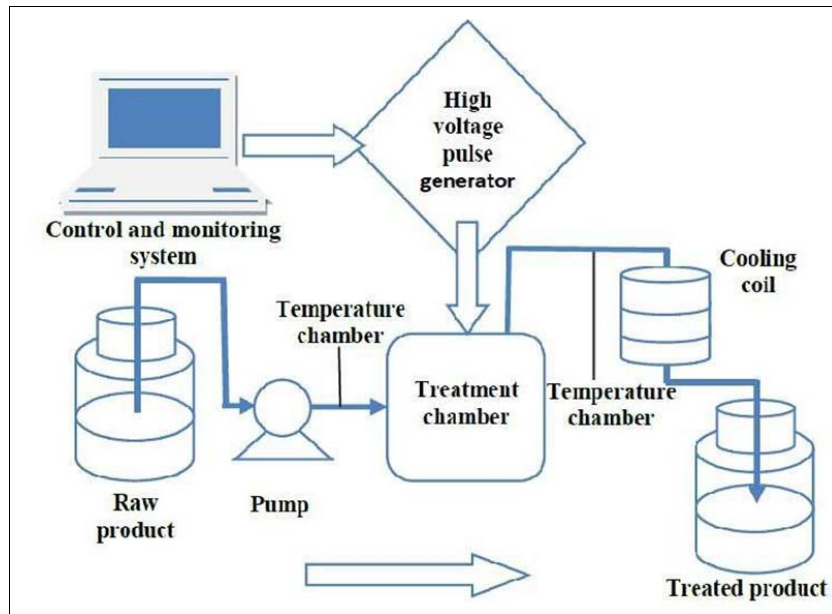 High
voltage
pulse
generator
Control and monitoring
system
Cooling
coil
Temperature
chamber
Treatment
chamber
Temperature
chamber
Raw
product
Pump
Treated product